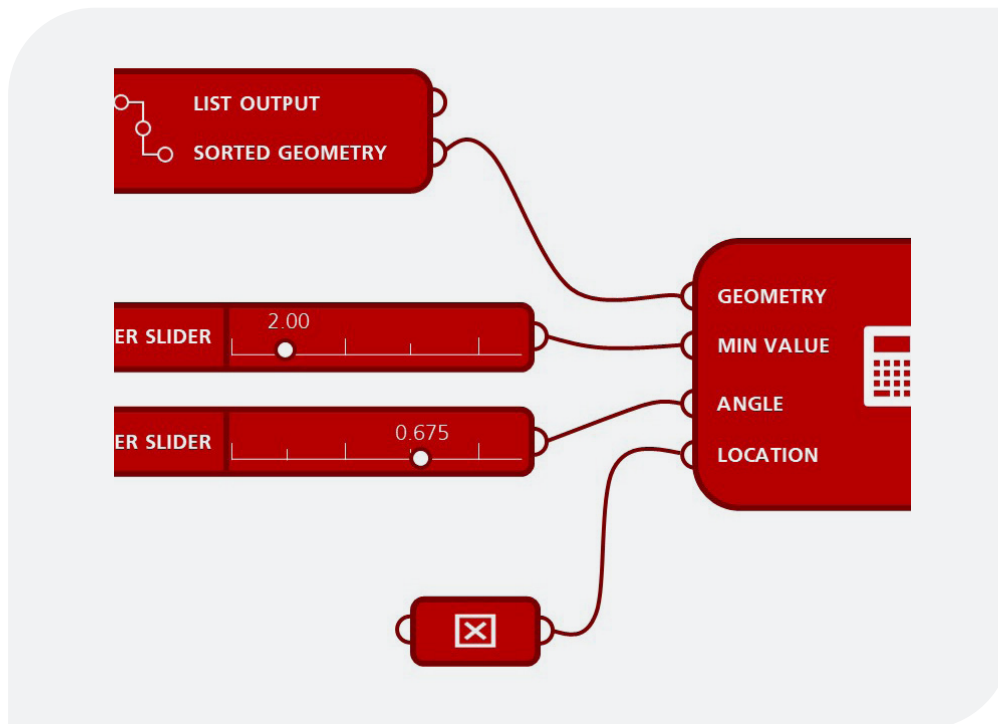 LIST OUTPUT
SORTED GEOMETRY
GEOMETRY
MIN VALUE
ANGLE
LOCATION
ER SLIDER
2.00
ER SLIDER
0.675